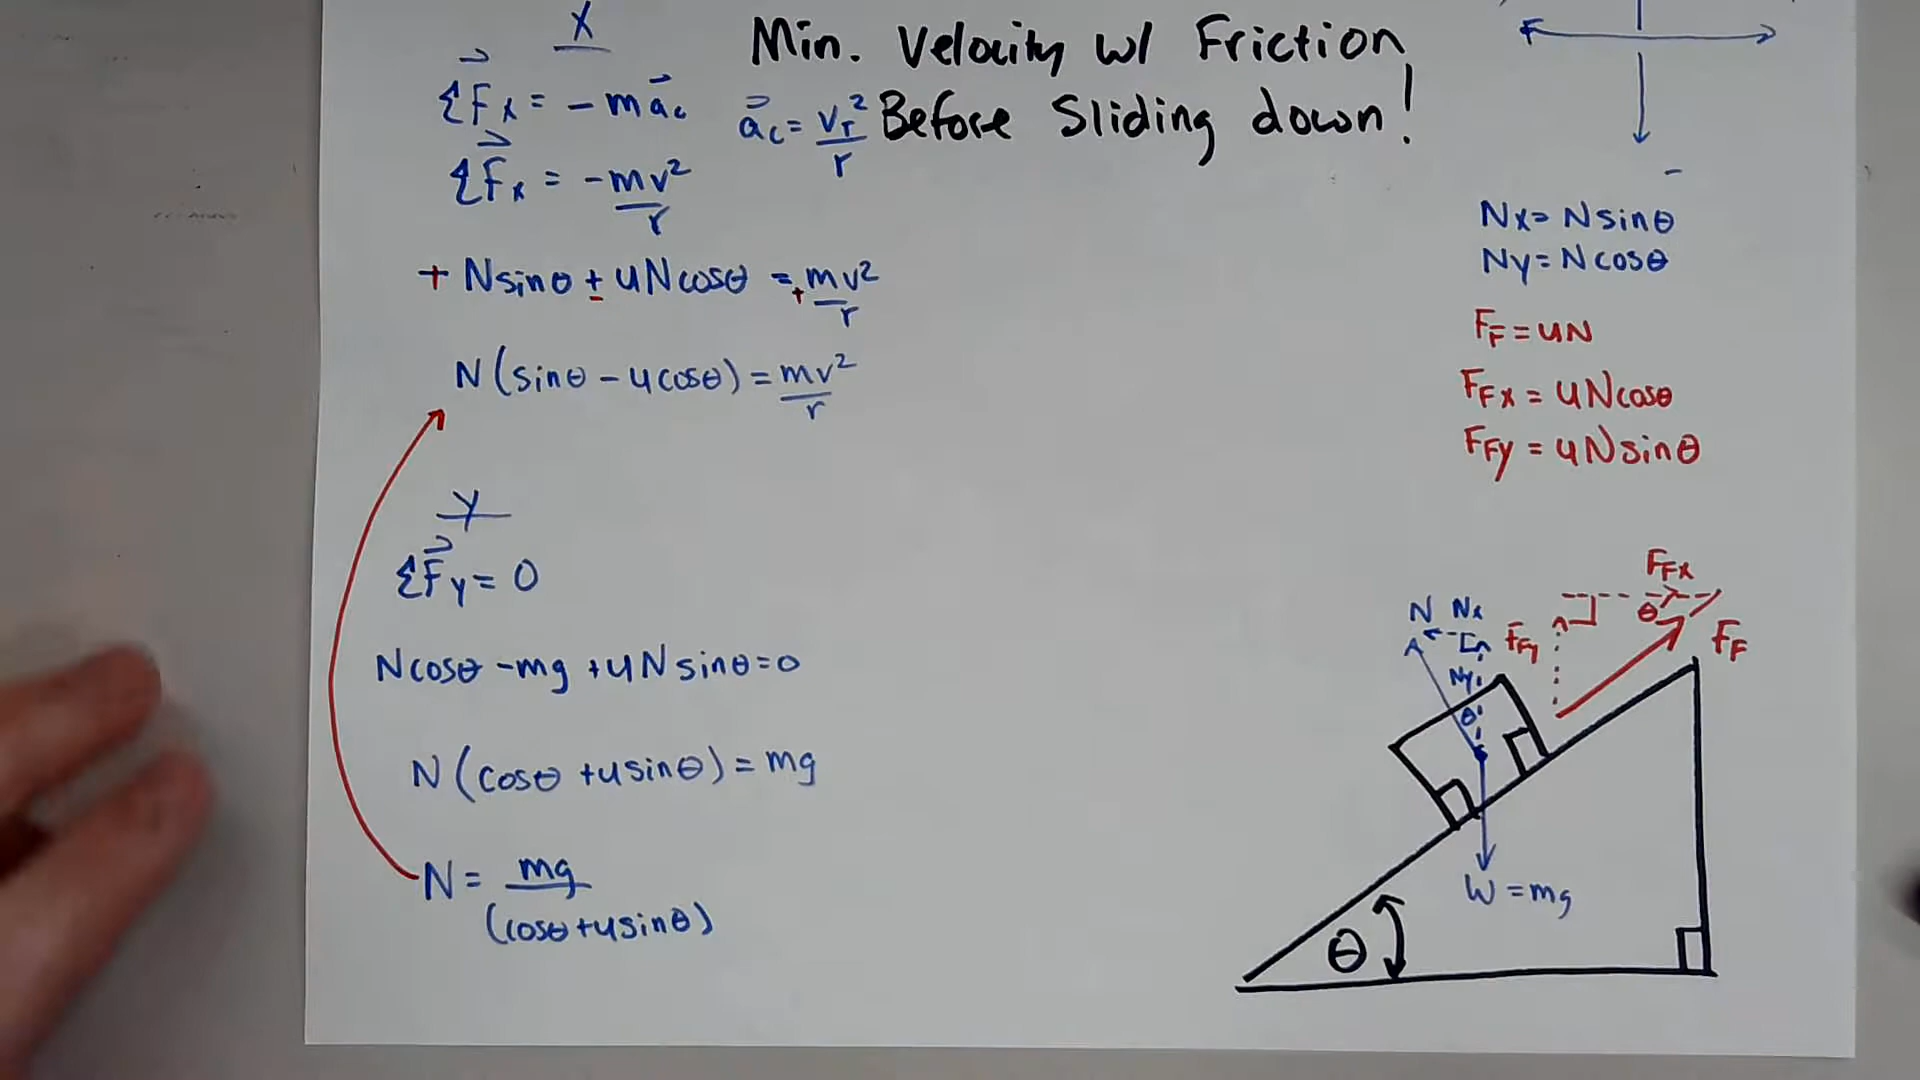 X
Min. Velocity w/ Friction
ΣFx = -mac
ac = vT²/r
Before Sliding down!
ΣFx = -mv²/r
+ Nsinθ ± uNcosθ = + mv²/r
N(sinθ - ucosθ) = mv²/r
Y
ΣFy = 0
Ncosθ - mg + uNsinθ = 0
N(cosθ + usinθ) = mg
N = mg/(cosθ + usinθ)
Nx = Nsinθ
Ny = Ncosθ
FF = uN
FFx = uNcosθ
FFy = uNsinθ
FFx
θ
N Nx FFy FF
Ny
θ
W = mg
θ